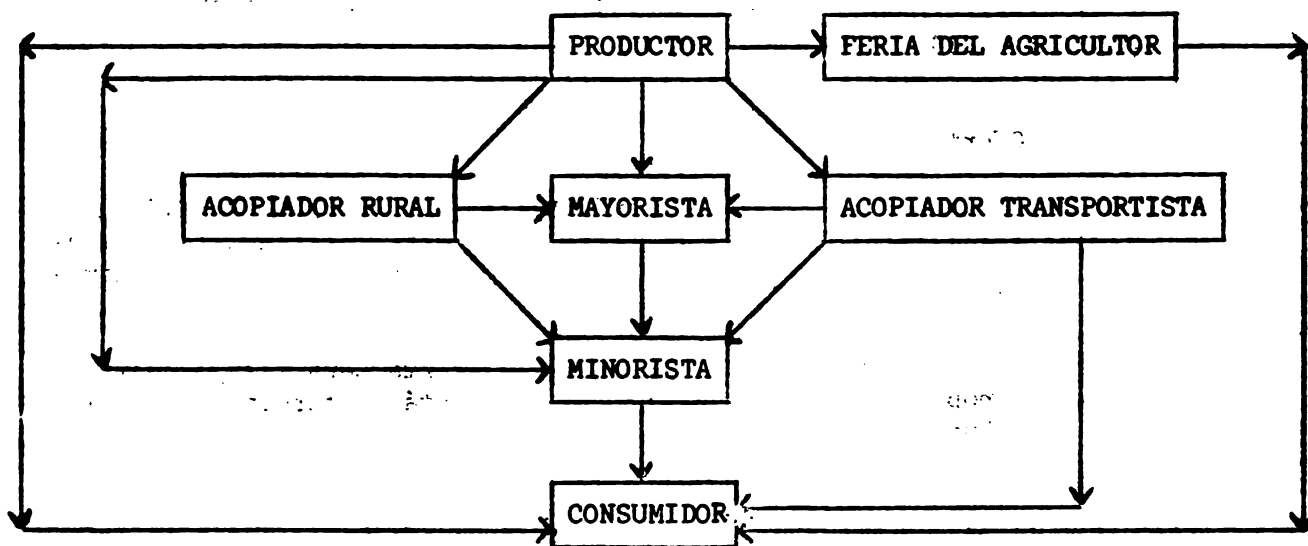 PRODUCTOR
FERIA DEL AGRICULTOR
ACOPIADOR RURAL
MAYORISTA
ACOPIADOR TRANSPORTISTA
MINORISTA
CONSUMIDOR